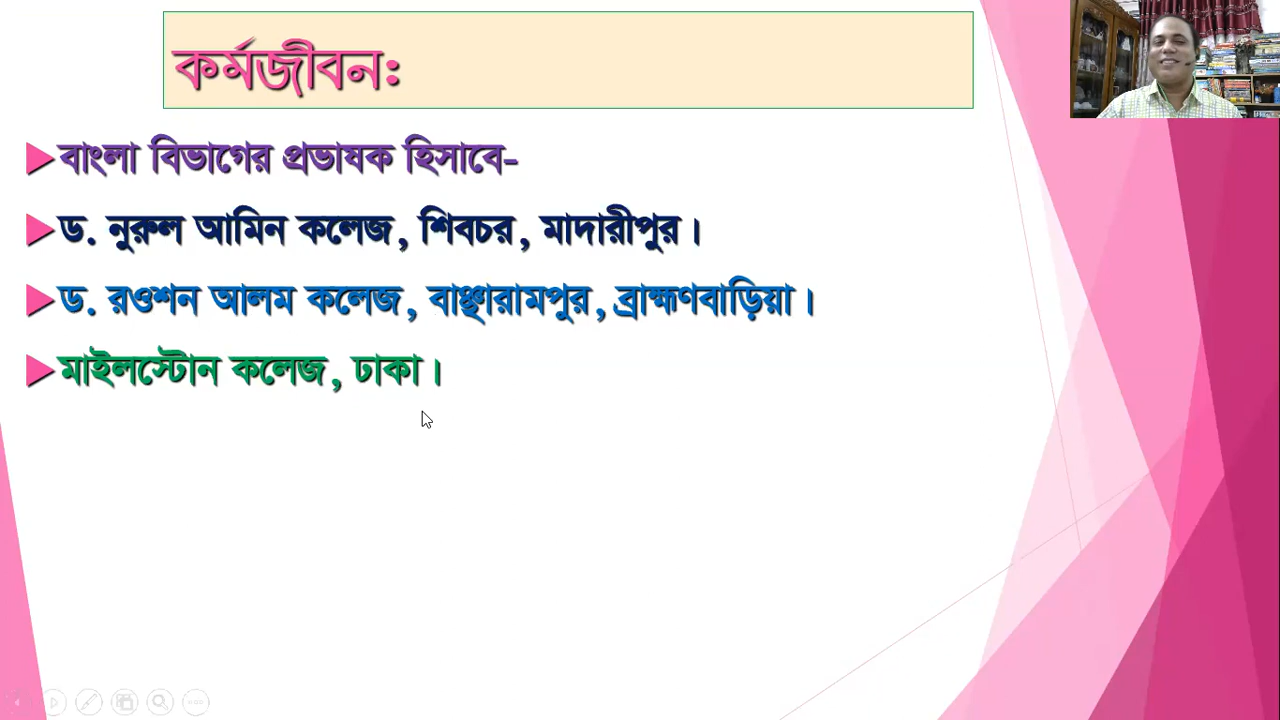 কর্মজীবন:
বাংলা বিভাগের প্রভাষক হিসাবে-
ড. নুরুল আমিন কলেজ, শিবচর, মাদারীপুর।
ড. রওশন আলম কলেজ, বাঞ্ছারামপুর, ব্রাহ্মণবাড়িয়া।
মাইলস্টোন কলেজ, ঢাকা।